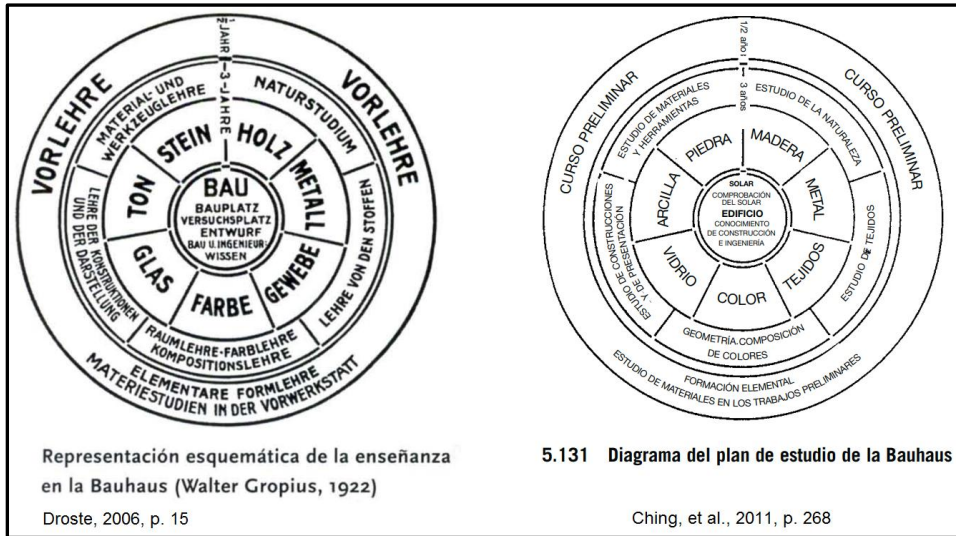 VORLEHRE
VORLEHRE
1/2 JAHR
3-JAHRE
MATERIAL- UND
WERKZEUGLEHRE
NATURSTUDIUM
LEHRE VON DEN STOFFEN
RAUMLEHRE·FARBLEHRE
KOMPOSITIONSLEHRE
LEHRE DER KONSTRUKTIONEN
UND DER DARSTELLUNG
ELEMENTARE FORMLEHRE
MATERIESTUDIEN IN DER VORWERKSTATT
STEIN
HOLZ
METALL
GEWEBE
FARBE
GLAS
TON
BAU
BAUPLATZ
VERSUCHSPLATZ
ENTWURF
BAU U. INGENIEUR-
WISSEN
Representación esquemática de la enseñanza
en la Bauhaus (Walter Gropius, 1922)
Droste, 2006, p. 15
CURSO PRELIMINAR
CURSO PRELIMINAR
1/2 año
3 años
ESTUDIO DE MATERIALES
Y HERRAMIENTAS
ESTUDIO DE LA NATURALEZA
ESTUDIO DE TEJIDOS
GEOMETRÍA.COMPOSICIÓN
DE COLORES
ESTUDIO DE CONSTRUCCIONES
Y DE PRESENTACIÓN
FORMACIÓN ELEMENTAL
ESTUDIO DE MATERIALES EN LOS TRABAJOS PRELIMINARES
PIEDRA
MADERA
METAL
TEJIDOS
COLOR
VIDRIO
ARCILLA
SOLAR
COMPROBACIÓN
DEL SOLAR
EDIFICIO
CONOCIMIENTO
DE CONSTRUCCIÓN
E INGENIERÍA
5.131 Diagrama del plan de estudio de la Bauhaus
Ching, et al., 2011, p. 268